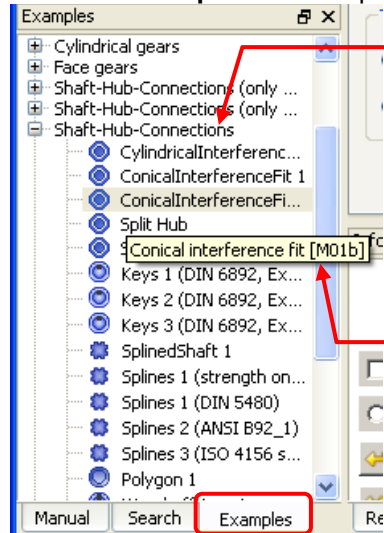 Examples
Cylindrical gears
Face gears
Shaft-Hub-Connections (only ...
Shaft-Hub-Connections (only ...
Shaft-Hub-Connections
CylindricalInterferenc...
ConicalInterferenceFit 1
ConicalInterferenceFi...
Split Hub
Conical interference fit [M01b]
Keys 1 (DIN 6892, Ex...
Keys 2 (DIN 6892, Ex...
Keys 3 (DIN 6892, Ex...
SplinedShaft 1
Splines 1 (strength on...
Splines 1 (DIN 5480)
Splines 2 (ANSI B92_1)
Splines 3 (ISO 4156 s...
Polygon 1
Manual Search Examples Re